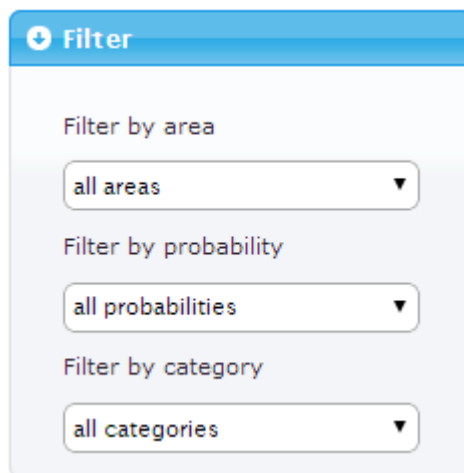 Filter
Filter by area
all areas
Filter by probability
all probabilities
Filter by category
all categories